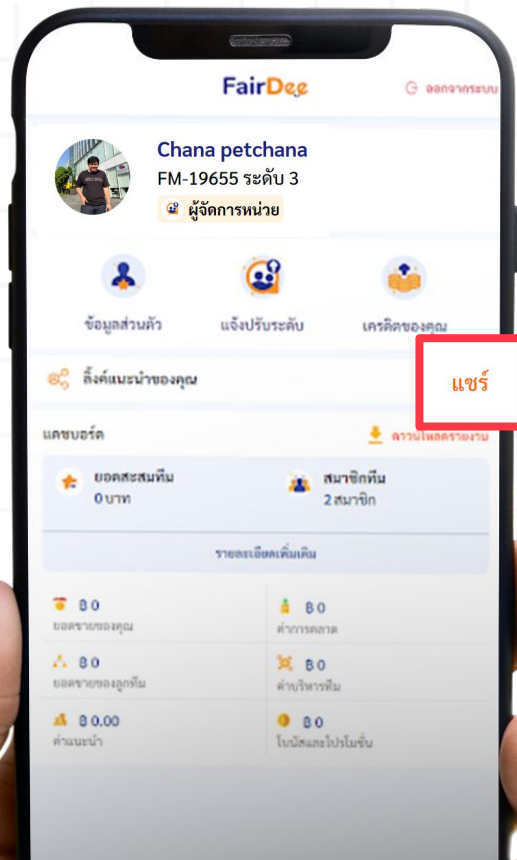 FairDee
ออกจากระบบ
Chana petchana
FM-19655 ระดับ 3
ผู้จัดการหน่วย
ข้อมูลส่วนตัว
แจ้งปรับระดับ
เครดิตของคุณ
ลิ้งค์แนะนำของคุณ
แชร์
แดชบอร์ด
ดาวน์โหลดรายงาน
ยอดสะสมทีม
0 บาท
สมาชิกทีม
2 สมาชิก
รายละเอียดเพิ่มเติม
฿ 0
ยอดขายของคุณ
฿ 0
ค่าการตลาด
฿ 0
ยอดขายของลูกทีม
฿ 0
ค่าบริหารทีม
฿ 0.00
ค่าแนะนำ
฿ 0
โบนัสและโปรโมชั่น